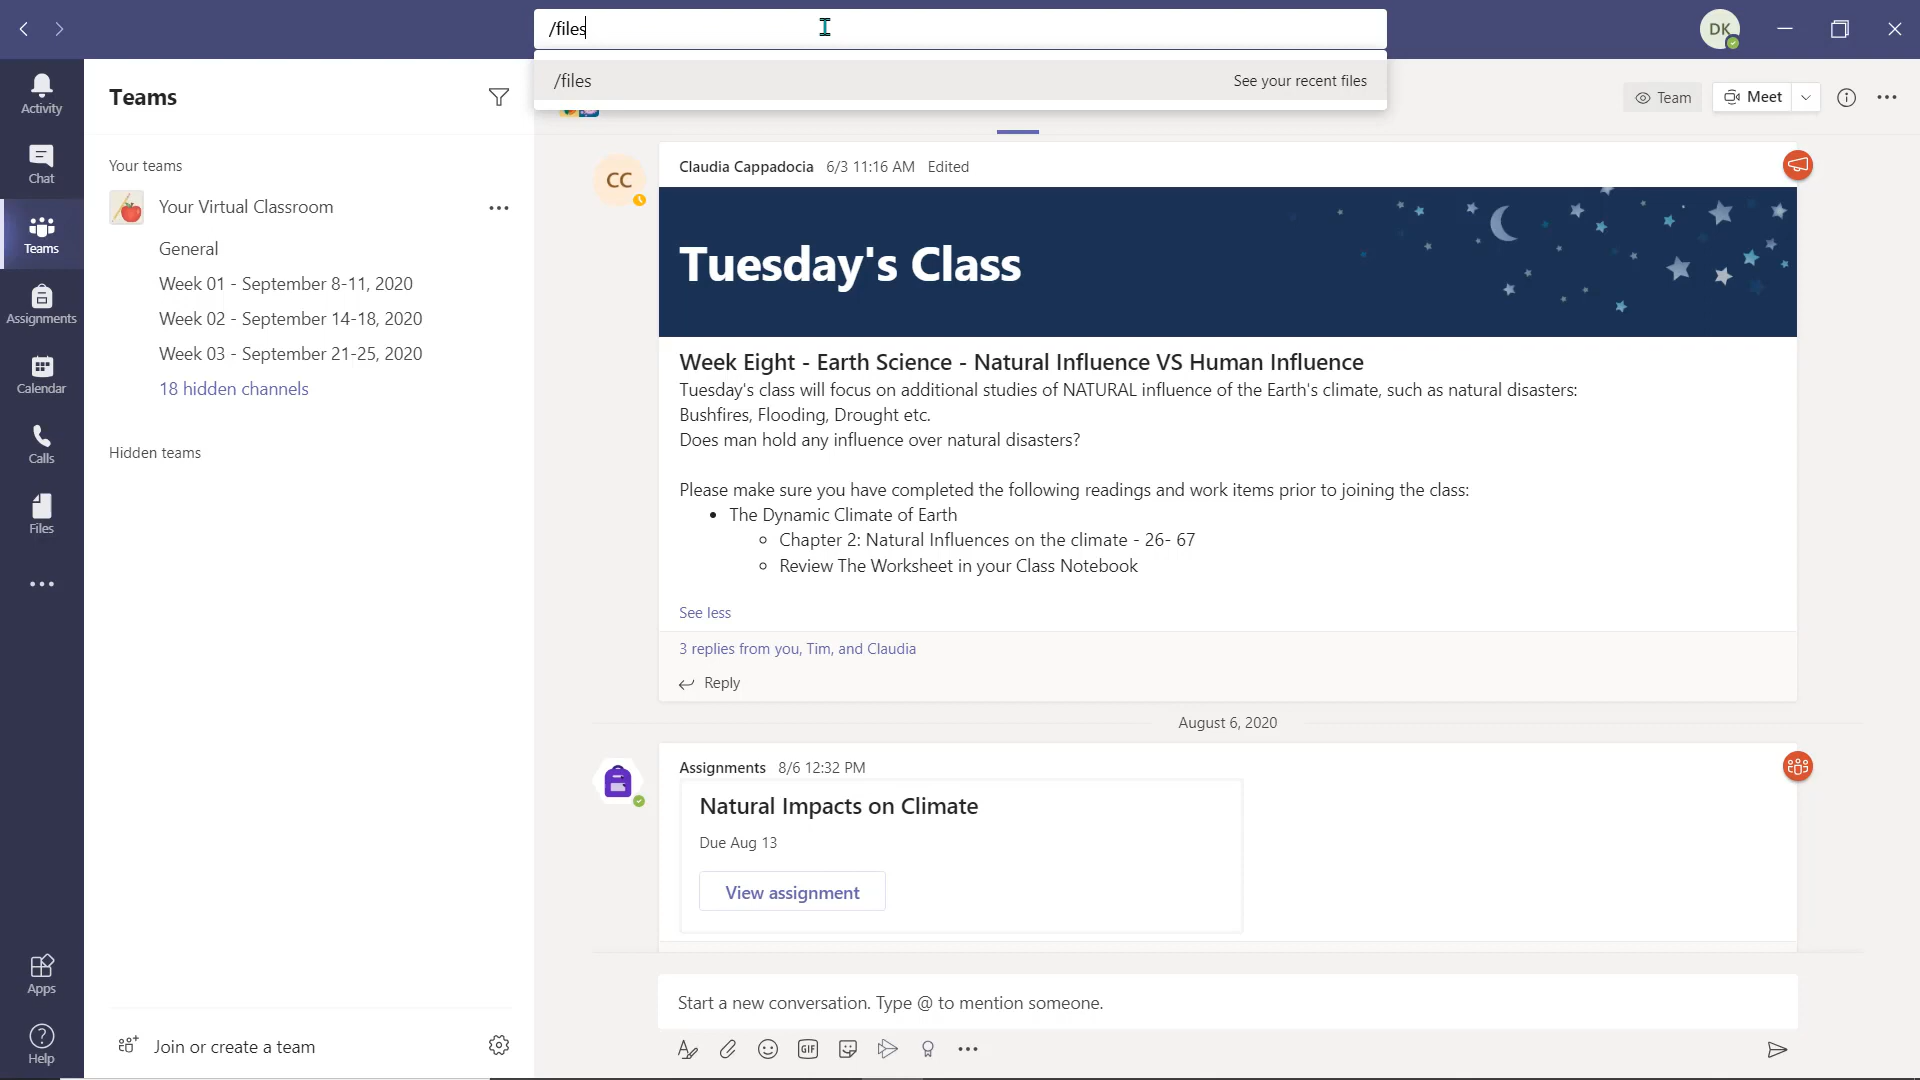 /files
DK
/files See your recent files
Activity
Chat
Teams
Assignments
Calendar
Calls
Files
Apps
Help
Teams
Your teams
Your Virtual Classroom
General
Week 01 - September 8-11, 2020
Week 02 - September 14-18, 2020
Week 03 - September 21-25, 2020
18 hidden channels
Hidden teams
Join or create a team
Team Meet
CC
Claudia Cappadocia 6/3 11:16 AM Edited
Tuesday's Class
Week Eight - Earth Science - Natural Influence VS Human Influence
Tuesday's class will focus on additional studies of NATURAL influence of the Earth's climate, such as natural disasters:
Bushfires, Flooding, Drought etc.
Does man hold any influence over natural disasters?
Please make sure you have completed the following readings and work items prior to joining the class:
The Dynamic Climate of Earth
Chapter 2: Natural Influences on the climate - 26- 67
Review The Worksheet in your Class Notebook
See less
3 replies from you, Tim, and Claudia
Reply
August 6, 2020
Assignments 8/6 12:32 PM
Natural Impacts on Climate
Due Aug 13
View assignment
Start a new conversation. Type @ to mention someone.
GIF